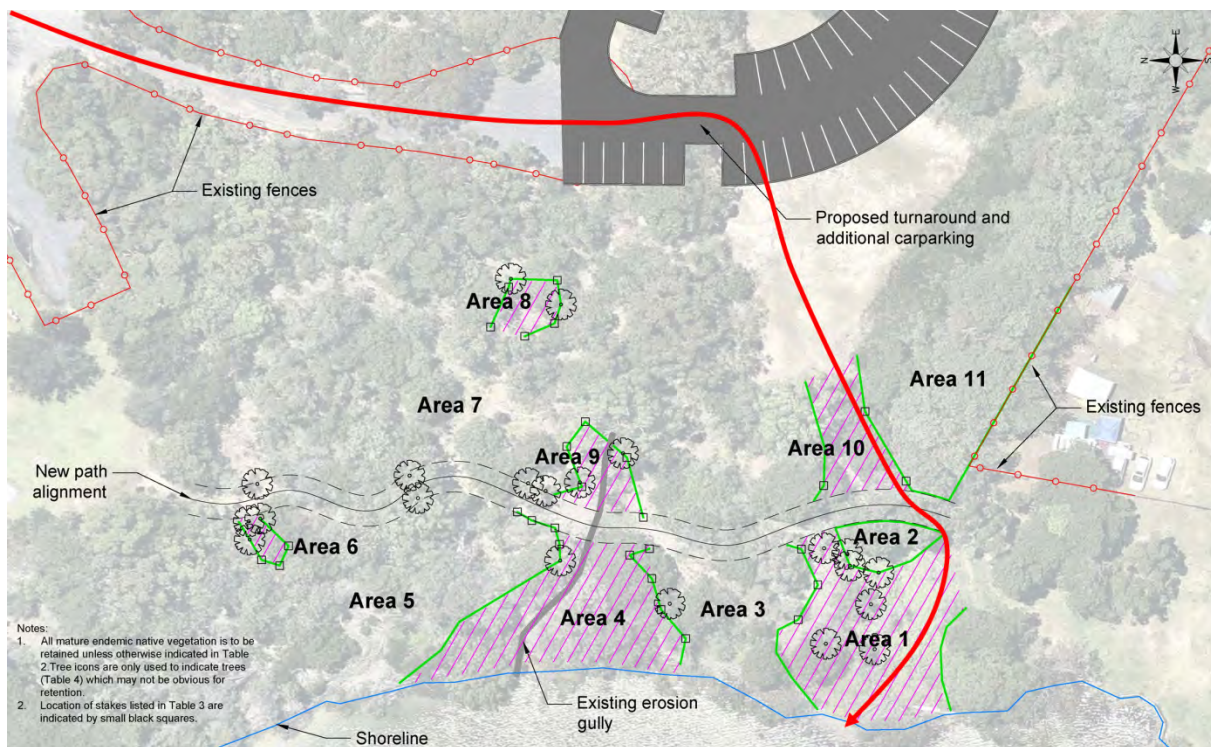 E
N
S
W
Existing fences
Proposed turnaround and
additional carparking
Area 8
Area 11
Area 7
Existing fences
Area 10
Area 9
New path
alignment
Area 2
Area 6
Area 5
Area 3
Area 4
Area 1
Notes:
1. All mature endemic native vegetation is to be
retained unless otherwise indicated in Table
2.Tree icons are only used to indicate trees
(Table 4) which may not be obvious for
retention.
2. Location of stakes listed in Table 3 are
indicated by small black squares.
Existing erosion
gully
Shoreline